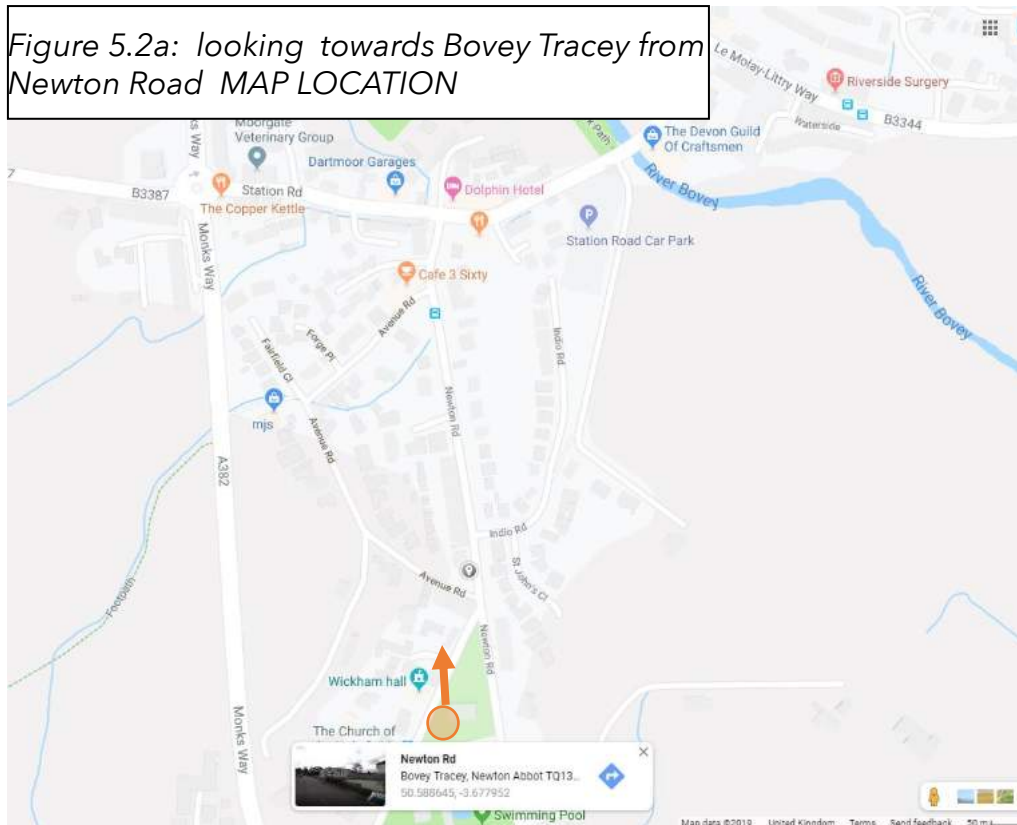 Figure 5.2a: looking towards Bovey Tracey from
Newton Road MAP LOCATION
Le Molay-Littry Way
Riverside Surgery
Path
Waterside
B3344
ks Way
Moorgate
Veterinary Group
The Devon Guild
Of Craftsmen
Dartmoor Garages
7
B3387
Station Rd
Dolphin Hotel
River Bovey
The Copper Kettle
P
Station Road Car Park
Monks Way
Cafe 3 Sixty
River Bovey
Avenue Rd
Forge Pl
Fairfield Cl
Indio Rd
Newton Rd
mjs
Avenue Rd
A382
Indio Rd
St John's Cl
Avenue Rd
Footpath
Newton Rd
Wickham hall
Monks Way
The Church of
Newton Rd
Bovey Tracey, Newton Abbot TQ13...
50.588645, -3.677952
Swimming Pool
Map data ©2019 United Kingdom Terms Send feedback 50 m